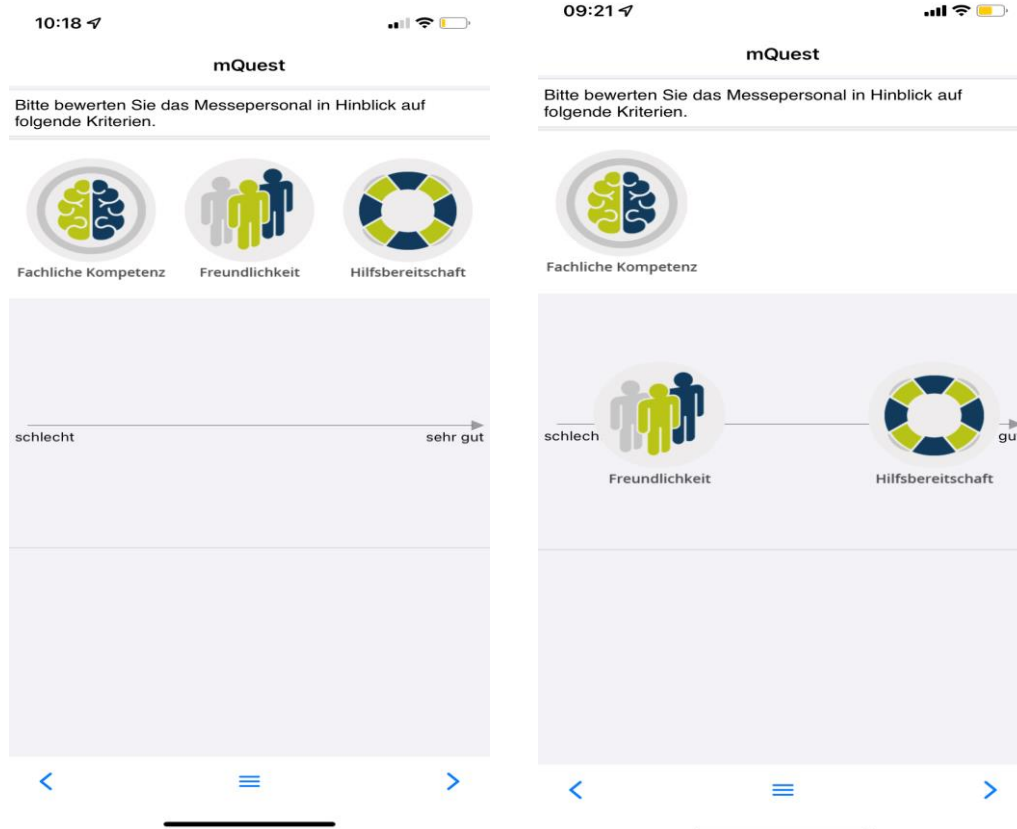 10:18
mQuest
Bitte bewerten Sie das Messepersonal in Hinblick auf
folgende Kriterien.
Fachliche Kompetenz
Freundlichkeit
Hilfsbereitschaft
schlecht
sehr gut
09:21
mQuest
Bitte bewerten Sie das Messepersonal in Hinblick auf
folgende Kriterien.
Fachliche Kompetenz
schlech
gu
Freundlichkeit
Hilfsbereitschaft